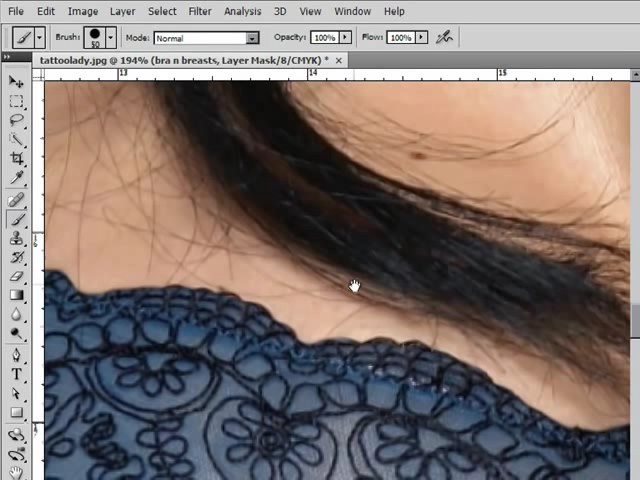 File Edit Image Layer Select Filter Analysis 3D View Window Help
Brush: 50 Mode: Normal Opacity: 100% Flow: 100%
tattoolady.jpg @ 194% (bra n breasts, Layer Mask/8/CMYK) * ×
13 14 15
T